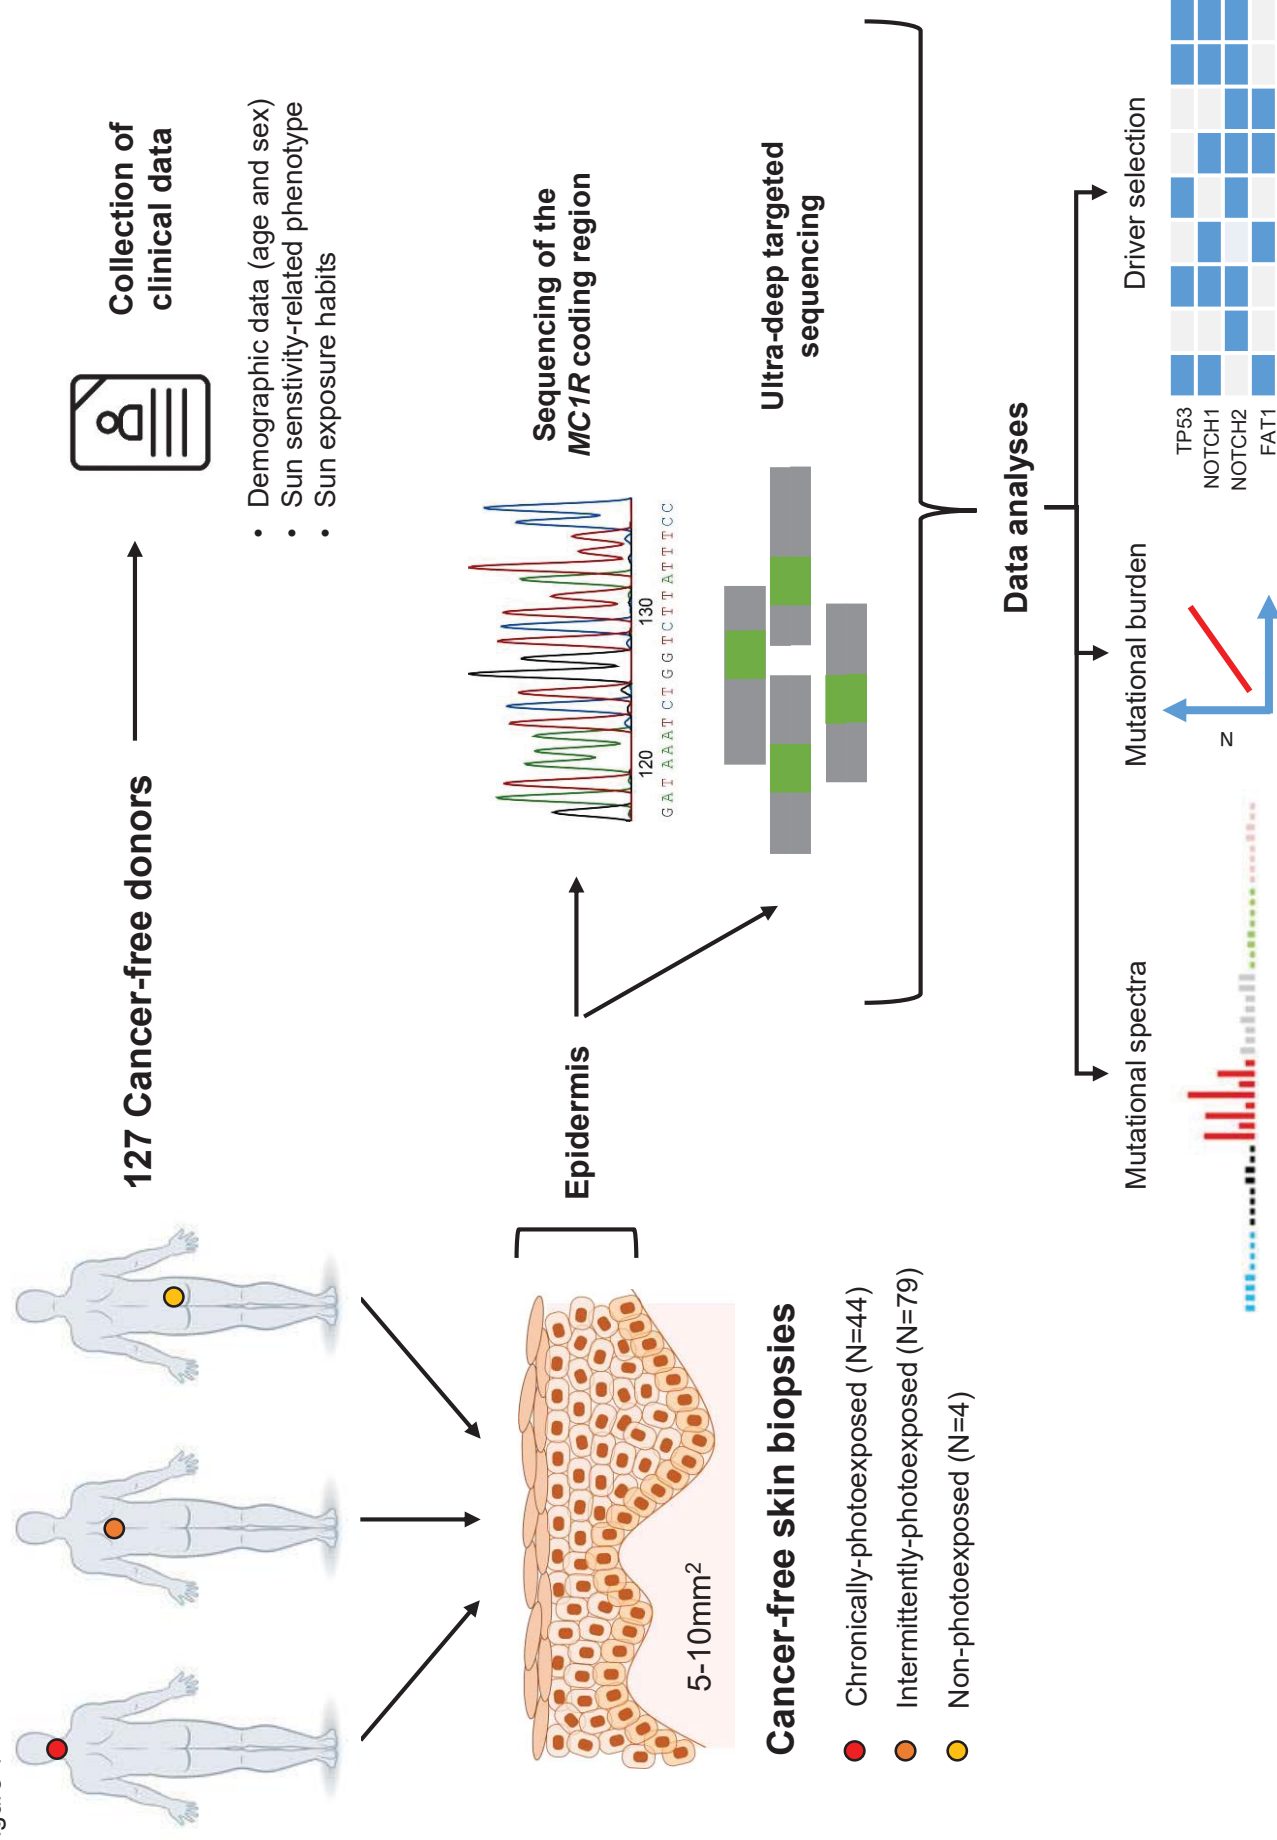 127 Cancer-free donors
Collection of
clinical data
• Demographic data (age and sex)
• Sun senstivity-related phenotype
• Sun exposure habits
Epidermis
Sequencing of the
MC1R coding region
120 130
GATAAATCTGGTCTTATTTCC
Ultra-deep targeted
sequencing
5-10mm²
Cancer-free skin biopsies
Chronically-photoexposed (N=44)
Intermittently-photoexposed (N=79)
Non-photoexposed (N=4)
Data analyses
Mutational spectra
Mutational burden
N
Driver selection
TP53
NOTCH1
NOTCH2
FAT1